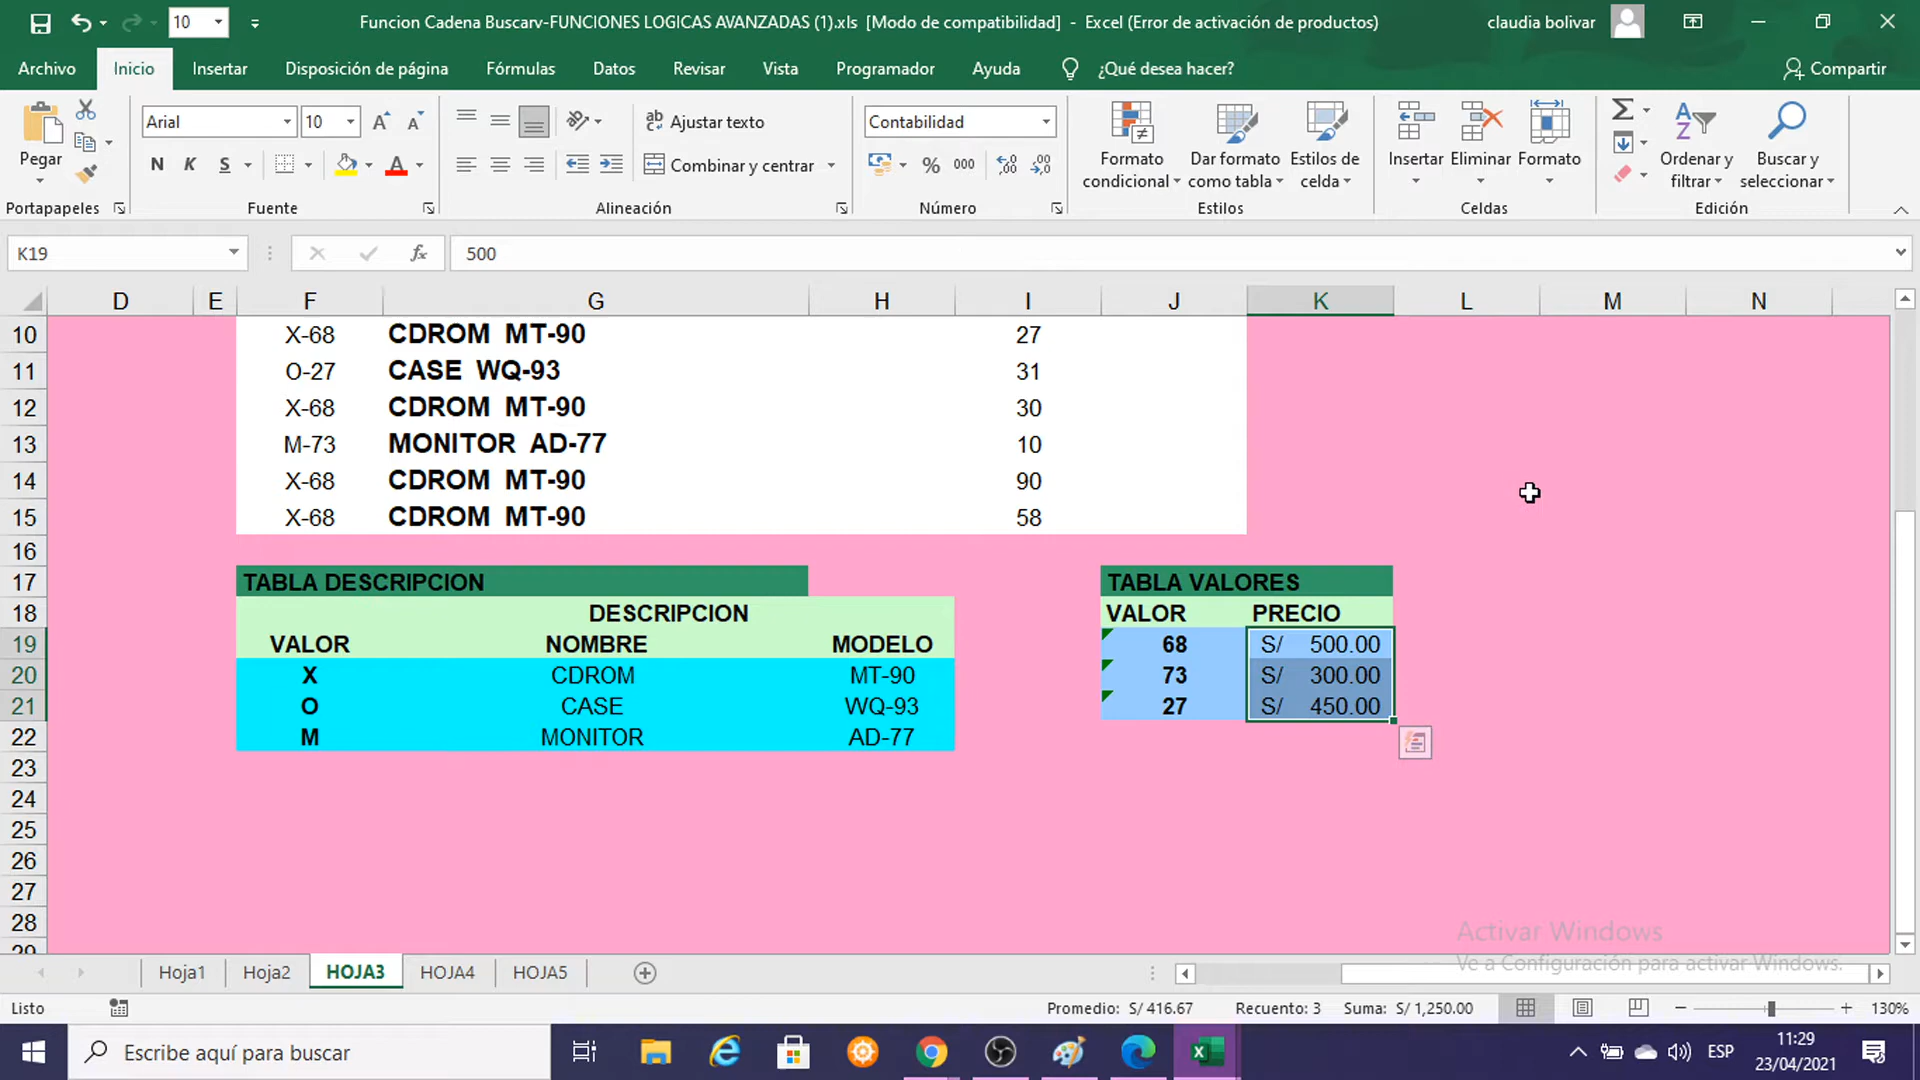 10
Funcion Cadena Buscarv-FUNCIONES LOGICAS AVANZADAS (1).xls [Modo de compatibilidad] - Excel (Error de activación de productos)
claudia bolivar
Archivo Inicio Insertar Disposición de página Fórmulas Datos Revisar Vista Programador Ayuda ¿Qué desea hacer? Compartir
Pegar
Arial 10
N K S
Ajustar texto
Combinar y centrar
Contabilidad
% 000
Formato condicional
Dar formato como tabla
Estilos de celda
Insertar Eliminar Formato
Ordenar y filtrar
Buscar y seleccionar
Portapapeles Fuente Alineación Número Estilos Celdas Edición
K19 fx 500
D E F G H I J K L M N
10 X-68 CDROM MT-90 27
11 O-27 CASE WQ-93 31
12 X-68 CDROM MT-90 30
13 M-73 MONITOR AD-77 10
14 X-68 CDROM MT-90 90
15 X-68 CDROM MT-90 58
16
17 TABLA DESCRIPCION TABLA VALORES
18 DESCRIPCION VALOR PRECIO
19 VALOR NOMBRE MODELO 68 S/ 500.00
20 X CDROM MT-90 73 S/ 300.00
21 O CASE WQ-93 27 S/ 450.00
22 M MONITOR AD-77
23
24
25
26
27
28
29
Activar Windows
Ve a Configuración para activar Windows.
Hoja1 Hoja2 HOJA3 HOJA4 HOJA5
Listo Promedio: S/ 416.67 Recuento: 3 Suma: S/ 1,250.00 130%
Escribe aquí para buscar
ESP
11:29
23/04/2021